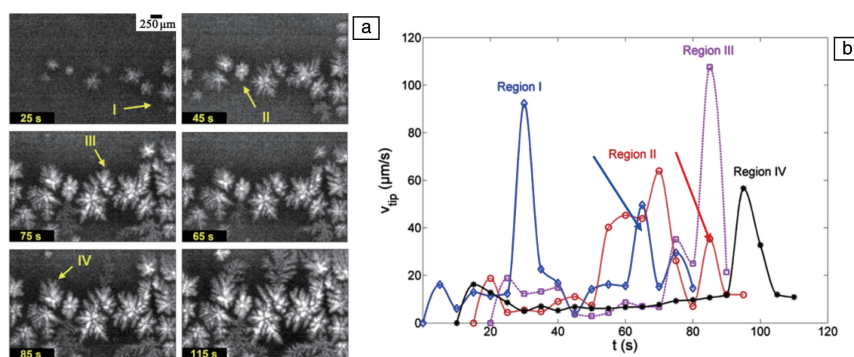 250 μm
a
I
25 s
II
45 s
III
75 s
65 s
IV
85 s
115 s
b
120
100
80
60
40
20
0
v_tip (μm/s)
0 20 40 60 80 100 120
t (s)
Region I
Region II
Region III
Region IV